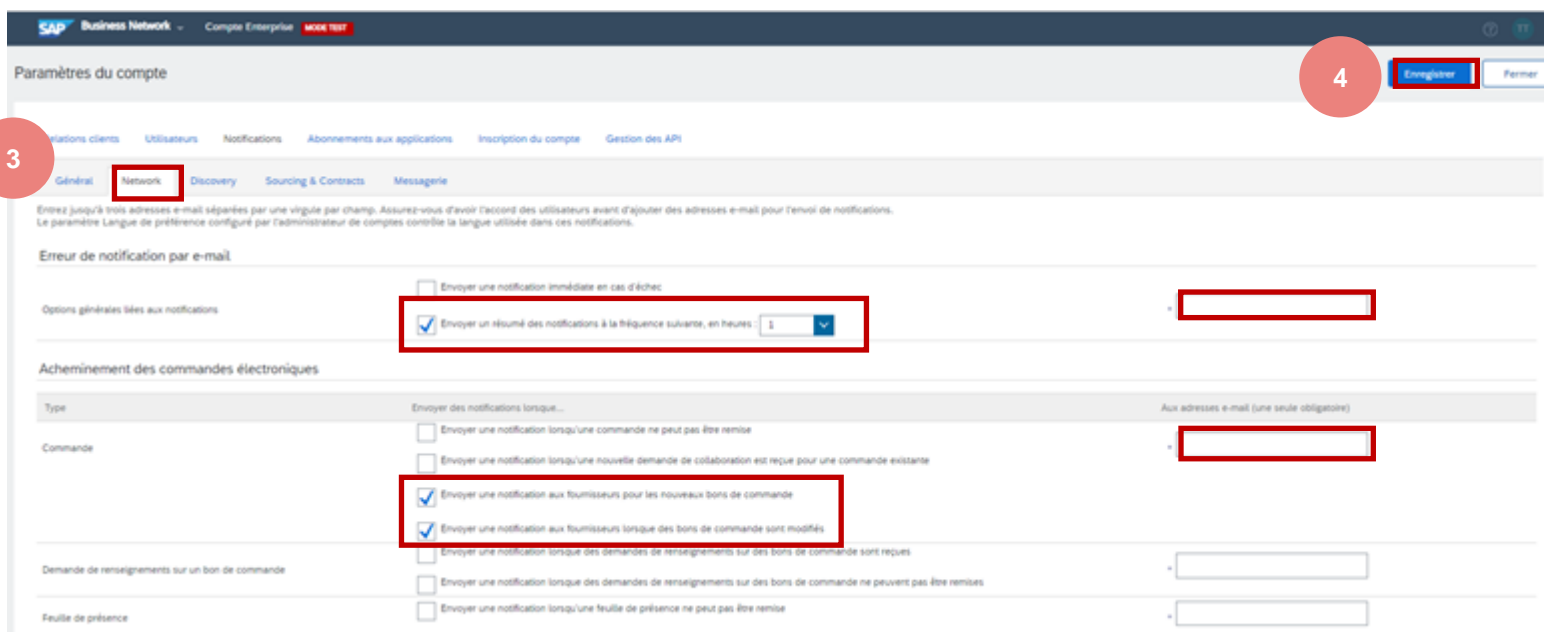 SAP Business Network Compte Enterprise MODE TEST TT
Paramètres du compte 4 Enregistrer Fermer
elations clients Utilisateurs Notifications Abonnements aux applications Inscription du compte Gestion des API
3
Général Network Discovery Sourcing & Contracts Messagerie
Entrez jusqu'à trois adresses e-mail séparées par une virgule par champ. Assurez-vous d'avoir l'accord des utilisateurs avant d'ajouter des adresses e-mail pour l'envoi de notifications.
Le paramètre Langue de préférence configuré par l'administrateur de comptes contrôle la langue utilisée dans ces notifications.
Erreur de notification par e-mail
Envoyer une notification immédiate en cas d'échec
Options générales liées aux notifications
Envoyer un résumé des notifications à la fréquence suivante, en heures : 1
Acheminement des commandes électroniques
Type Envoyer des notifications lorsque... Aux adresses e-mail (une seule obligatoire)
Envoyer une notification lorsqu'une commande ne peut pas être remise
Commande
Envoyer une notification lorsqu'une nouvelle demande de collaboration est reçue pour une commande existante
Envoyer une notification aux fournisseurs pour les nouveaux bons de commande
Envoyer une notification aux fournisseurs lorsque des bons de commande sont modifiés
Envoyer une notification lorsque des demandes de renseignements sur des bons de commande sont reçues
Demande de renseignements sur un bon de commande
Envoyer une notification lorsque des demandes de renseignements sur des bons de commande ne peuvent pas être remises
Envoyer une notification lorsqu'une feuille de présence ne peut pas être remise
Feuille de présence